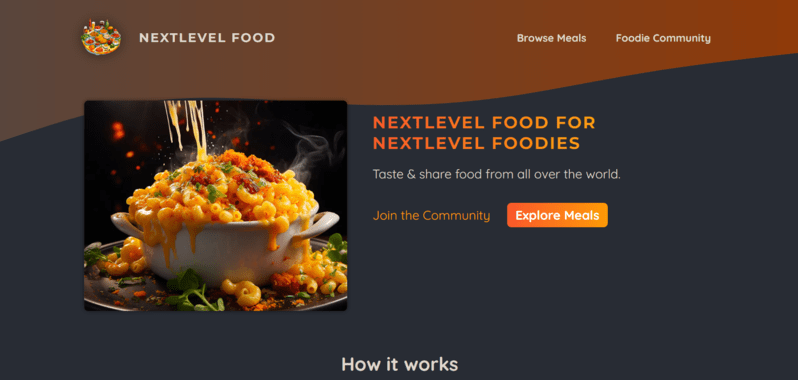 NEXTLEVEL FOOD
Browse Meals
Foodie Community
NEXTLEVEL FOOD FOR
NEXTLEVEL FOODIES
Taste & share food from all over the world.
Join the Community
Explore Meals
How it works